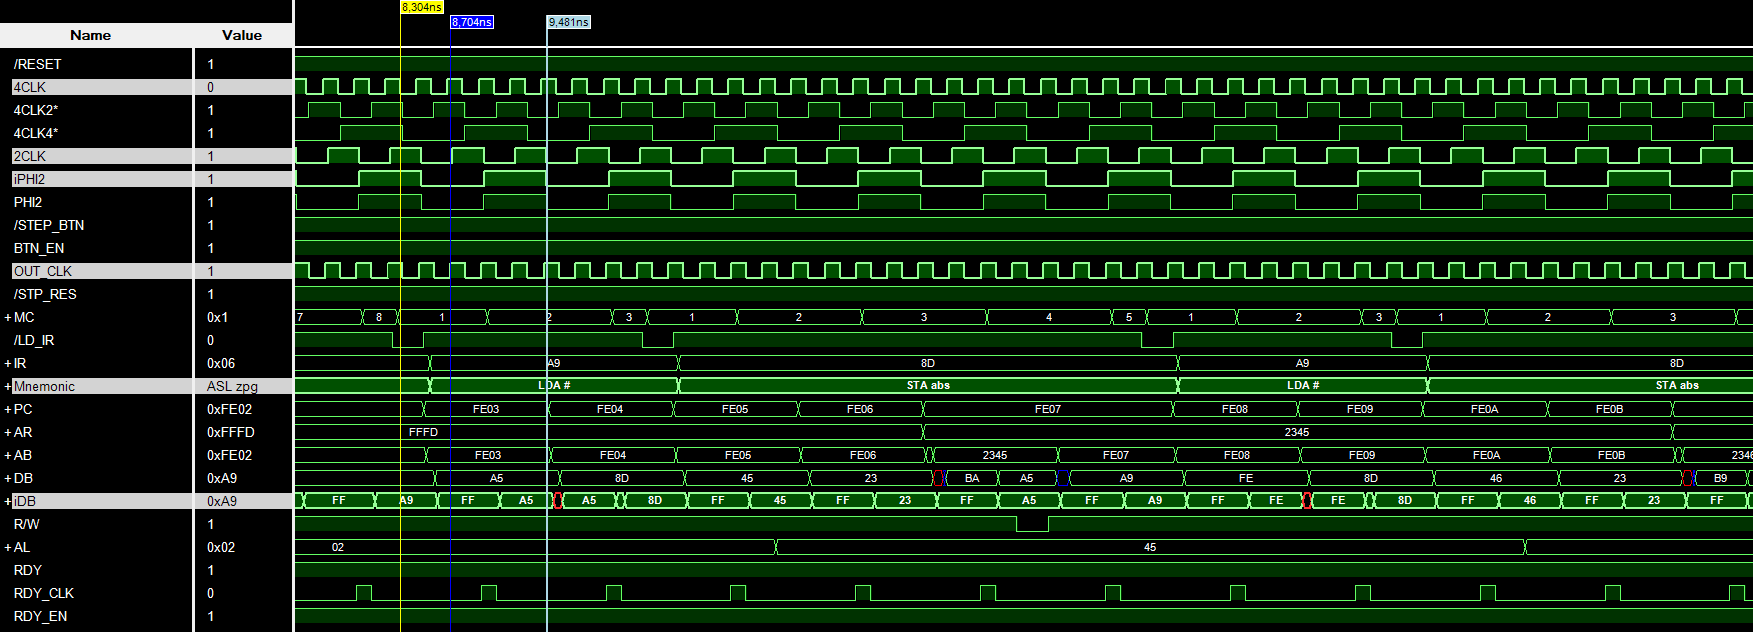 8,304ns
8,704ns 9,481ns
Name Value
/RESET 1
4CLK 0
4CLK2* 1
4CLK4* 1
2CLK 1
iPHI2 1
PHI2 1
/STEP_BTN 1
BTN_EN 1
OUT_CLK 1
/STP_RES 1
+MC 0x1 7 8 1 2 3 1 2 3 4 5 1 2 3 1 2 3
/LD_IR 0
+IR 0x06 A9 8D A9 8D
+Mnemonic ASL zpg LDA # STA abs LDA # STA abs
+PC 0xFE02 FE03 FE04 FE05 FE06 FE07 FE08 FE09 FE0A FE0B
+AR 0xFFFD FFFD 2345
+AB 0xFE02 FE03 FE04 FE05 FE06 2345 FE07 FE08 FE09 FE0A FE0B 2346
+DB 0xA9 A5 8D 45 23 BA A5 A9 FE 8D 46 23 B9
+iDB 0xA9 FF A9 FF A5 A5 8D FF 45 FF 23 FF A5 FF A9 FF FE FE 8D FF 46 FF 23 FF
R/W 1
+AL 0x02 02 45
RDY 1
RDY_CLK 0
RDY_EN 1